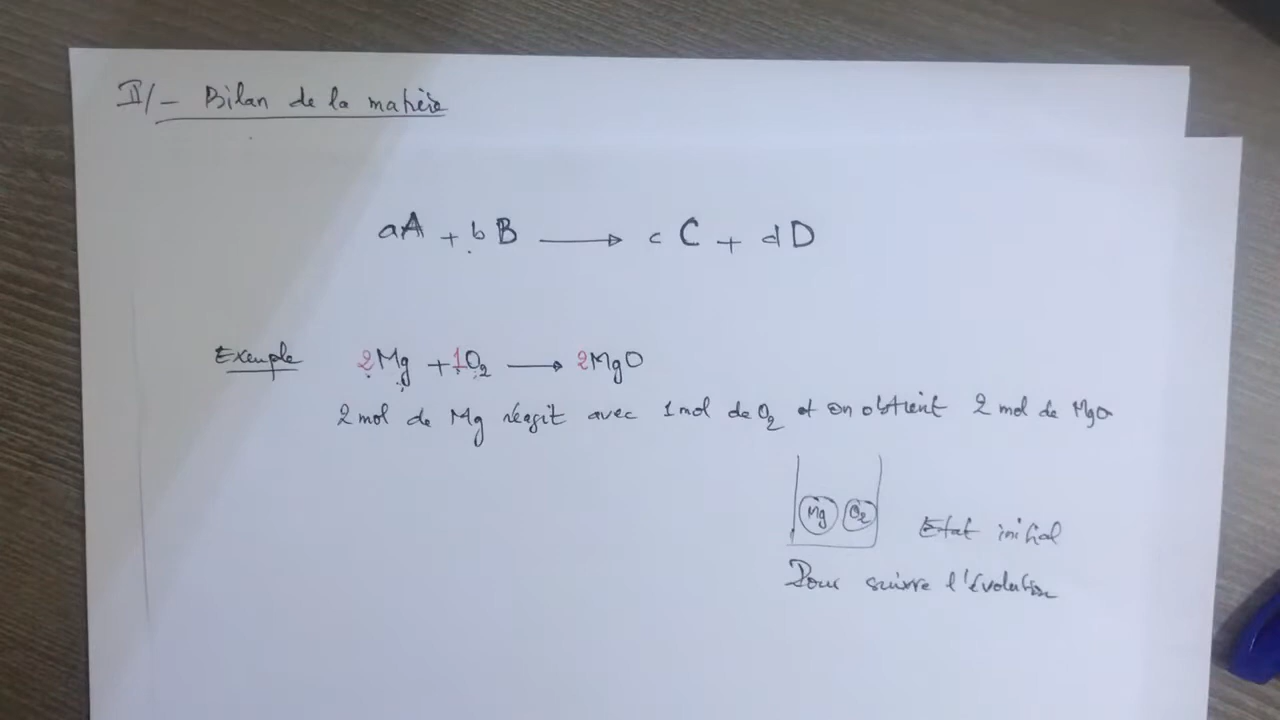 II/- Bilan de la matière
aA + bB ⟶ cC + dD
Exemple 2Mg + 1O₂ ⟶ 2MgO
2 mol de Mg réagit avec 1 mol de O₂ et on obtient 2 mol de MgO
Mg O₂
Etat initial
Pour suivre l'évolution